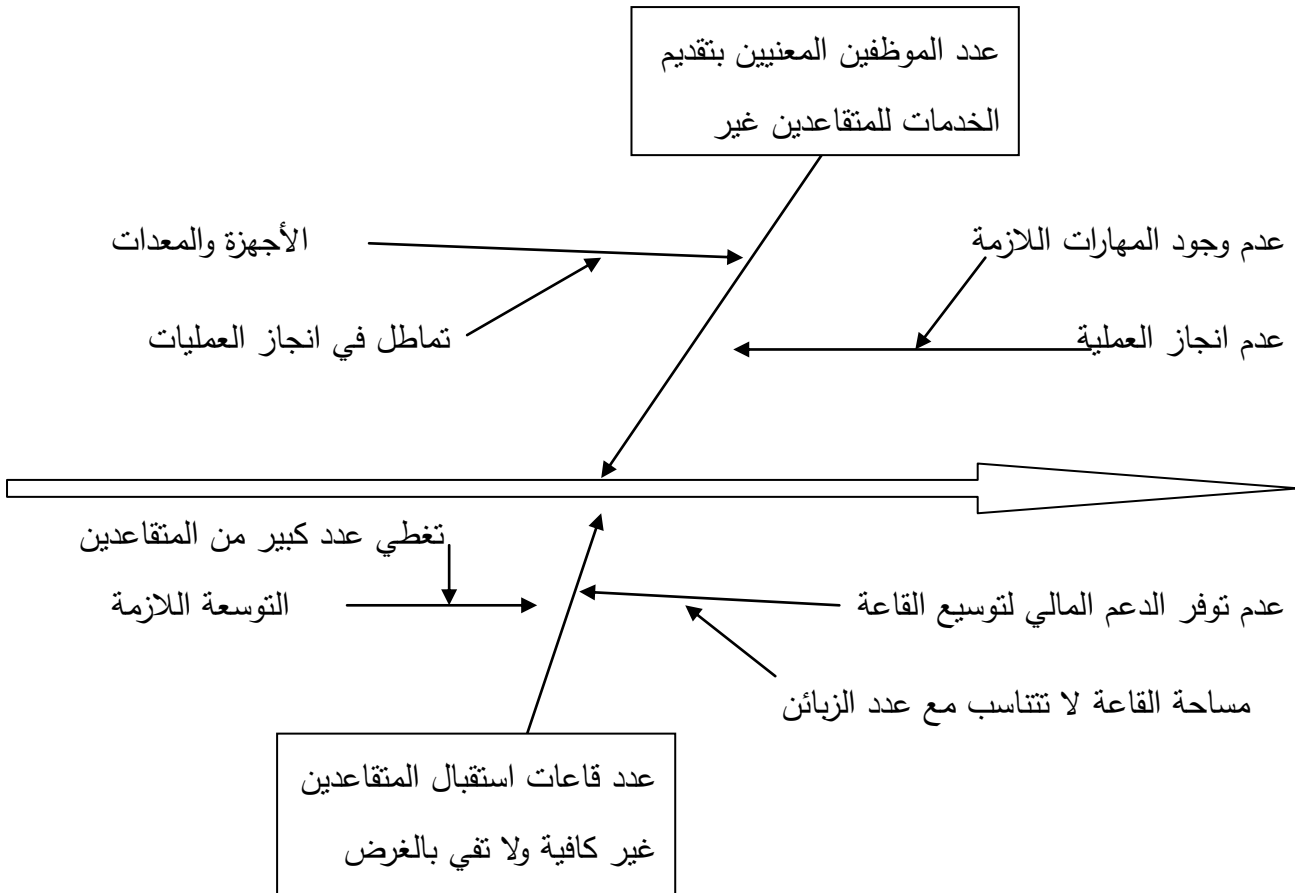 عدد الموظفين المعنيين بتقديم
الخدمات للمتقاعدين غير
عدم وجود المهارات اللازمة
الأجهزة والمعدات
عدم انجاز العملية
تماطل في انجاز العمليات
تغطي عدد كبير من المتقاعدين
عدم توفر الدعم المالي لتوسيع القاعة
التوسعة اللازمة
مساحة القاعة لا تتناسب مع عدد الزبائن
عدد قاعات استقبال المتقاعدين
غير كافية ولا تفي بالغرض